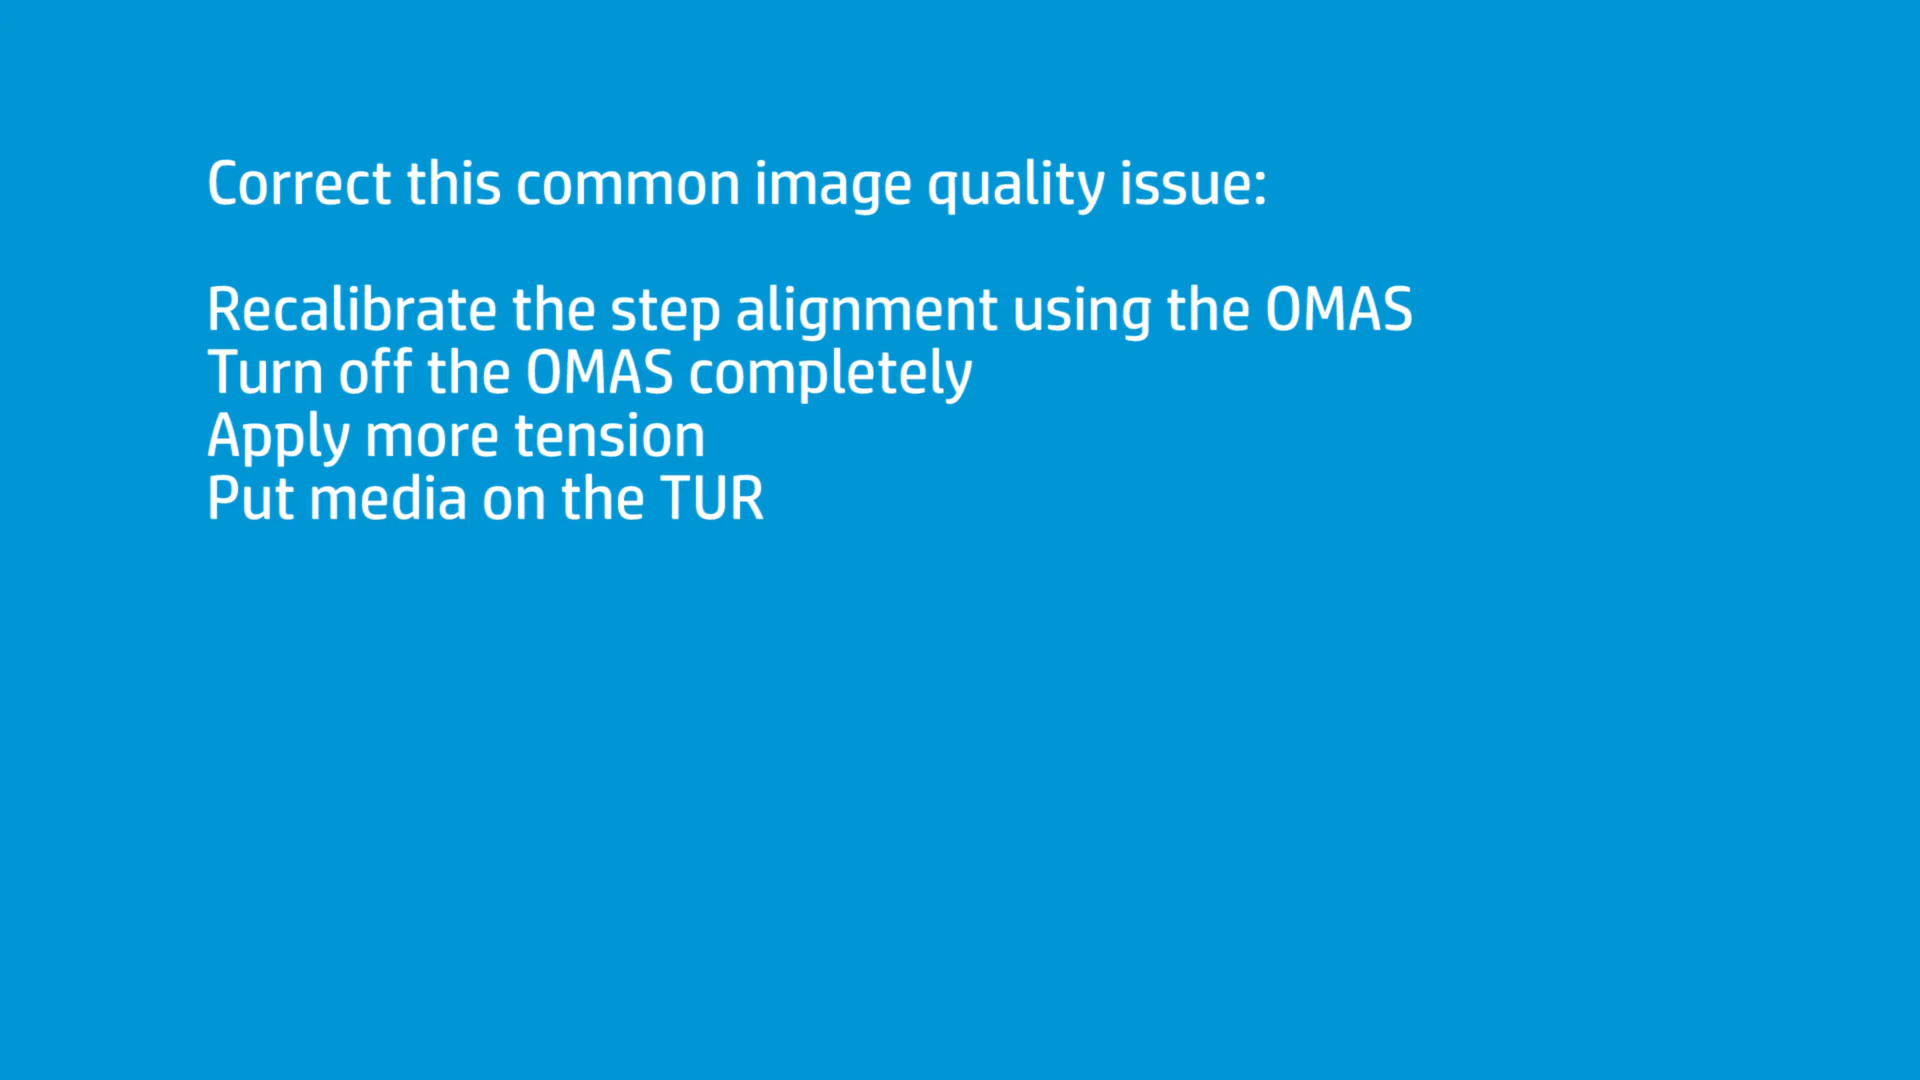 Correct this common image quality issue:
Recalibrate the step alignment using the OMAS
Turn off the OMAS completely
Apply more tension
Put media on the TUR